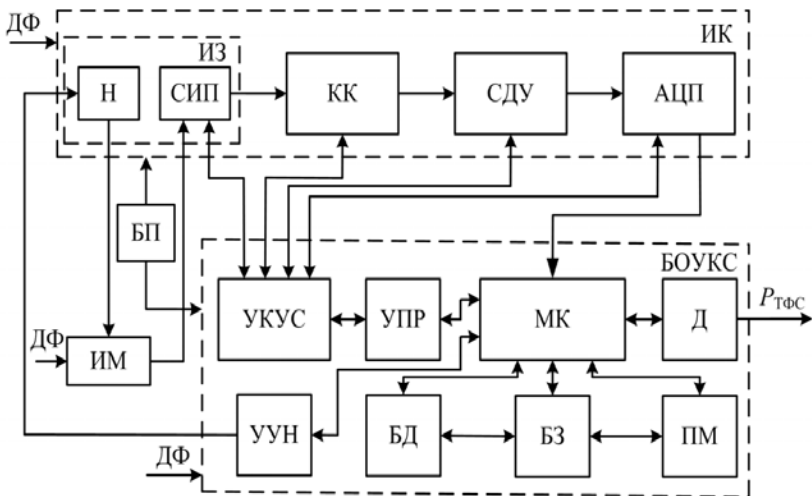 ДФ
ИК
ИЗ
Н
СИП
КК
СДУ
АЦП
БП
БОУКС
УКУС
УПР
МК
Д
Pтфс
ДФ
ИМ
УУН
БД
БЗ
ПМ
ДФ